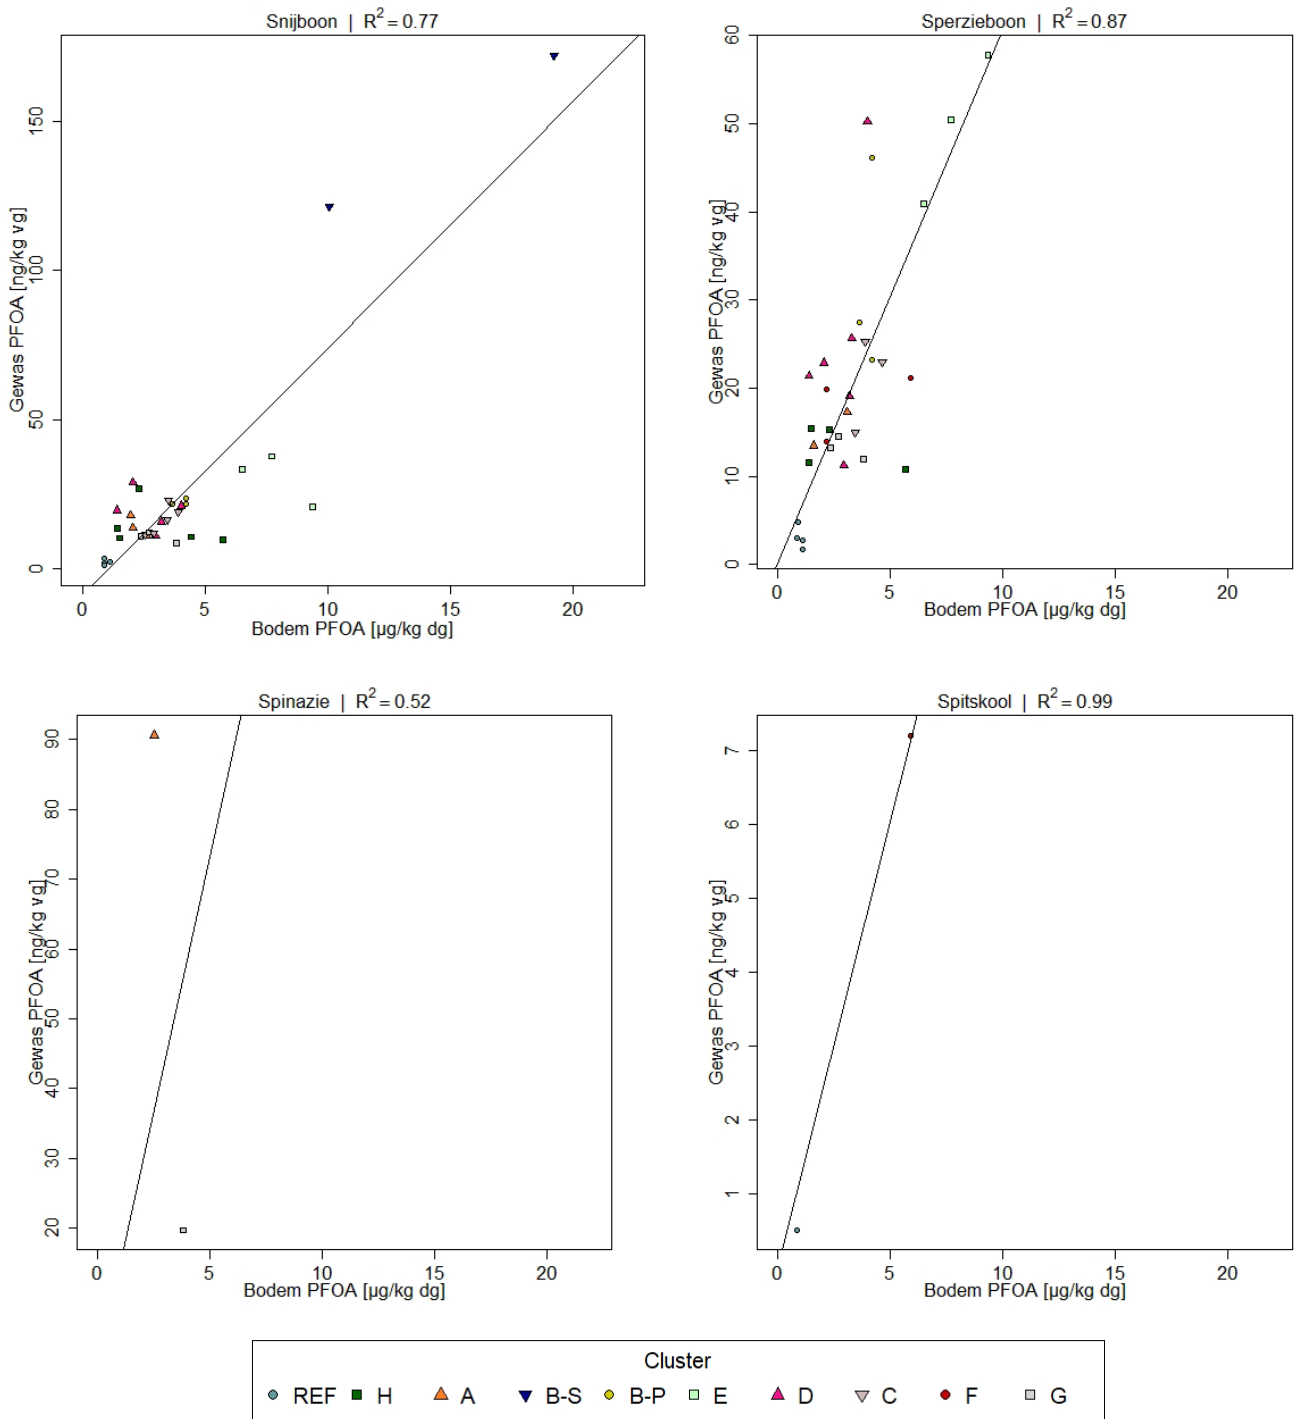 Snijboon | R² = 0.77
Gewas PFOA [ng/kg vg]
150
100
50
0
0 5 10 15 20
Bodem PFOA [µg/kg dg]
Sperzieboon | R² = 0.87
Gewas PFOA [ng/kg vg]
60
50
40
30
20
10
0
0 5 10 15 20
Bodem PFOA [µg/kg dg]
Spinazie | R² = 0.52
Gewas PFOA [ng/kg vg]
90
80
70
60
50
40
30
20
0 5 10 15 20
Bodem PFOA [µg/kg dg]
Spitskool | R² = 0.99
Gewas PFOA [ng/kg vg]
7
6
5
4
3
2
1
0 5 10 15 20
Bodem PFOA [µg/kg dg]
Cluster
REF H A B-S B-P E D C F G